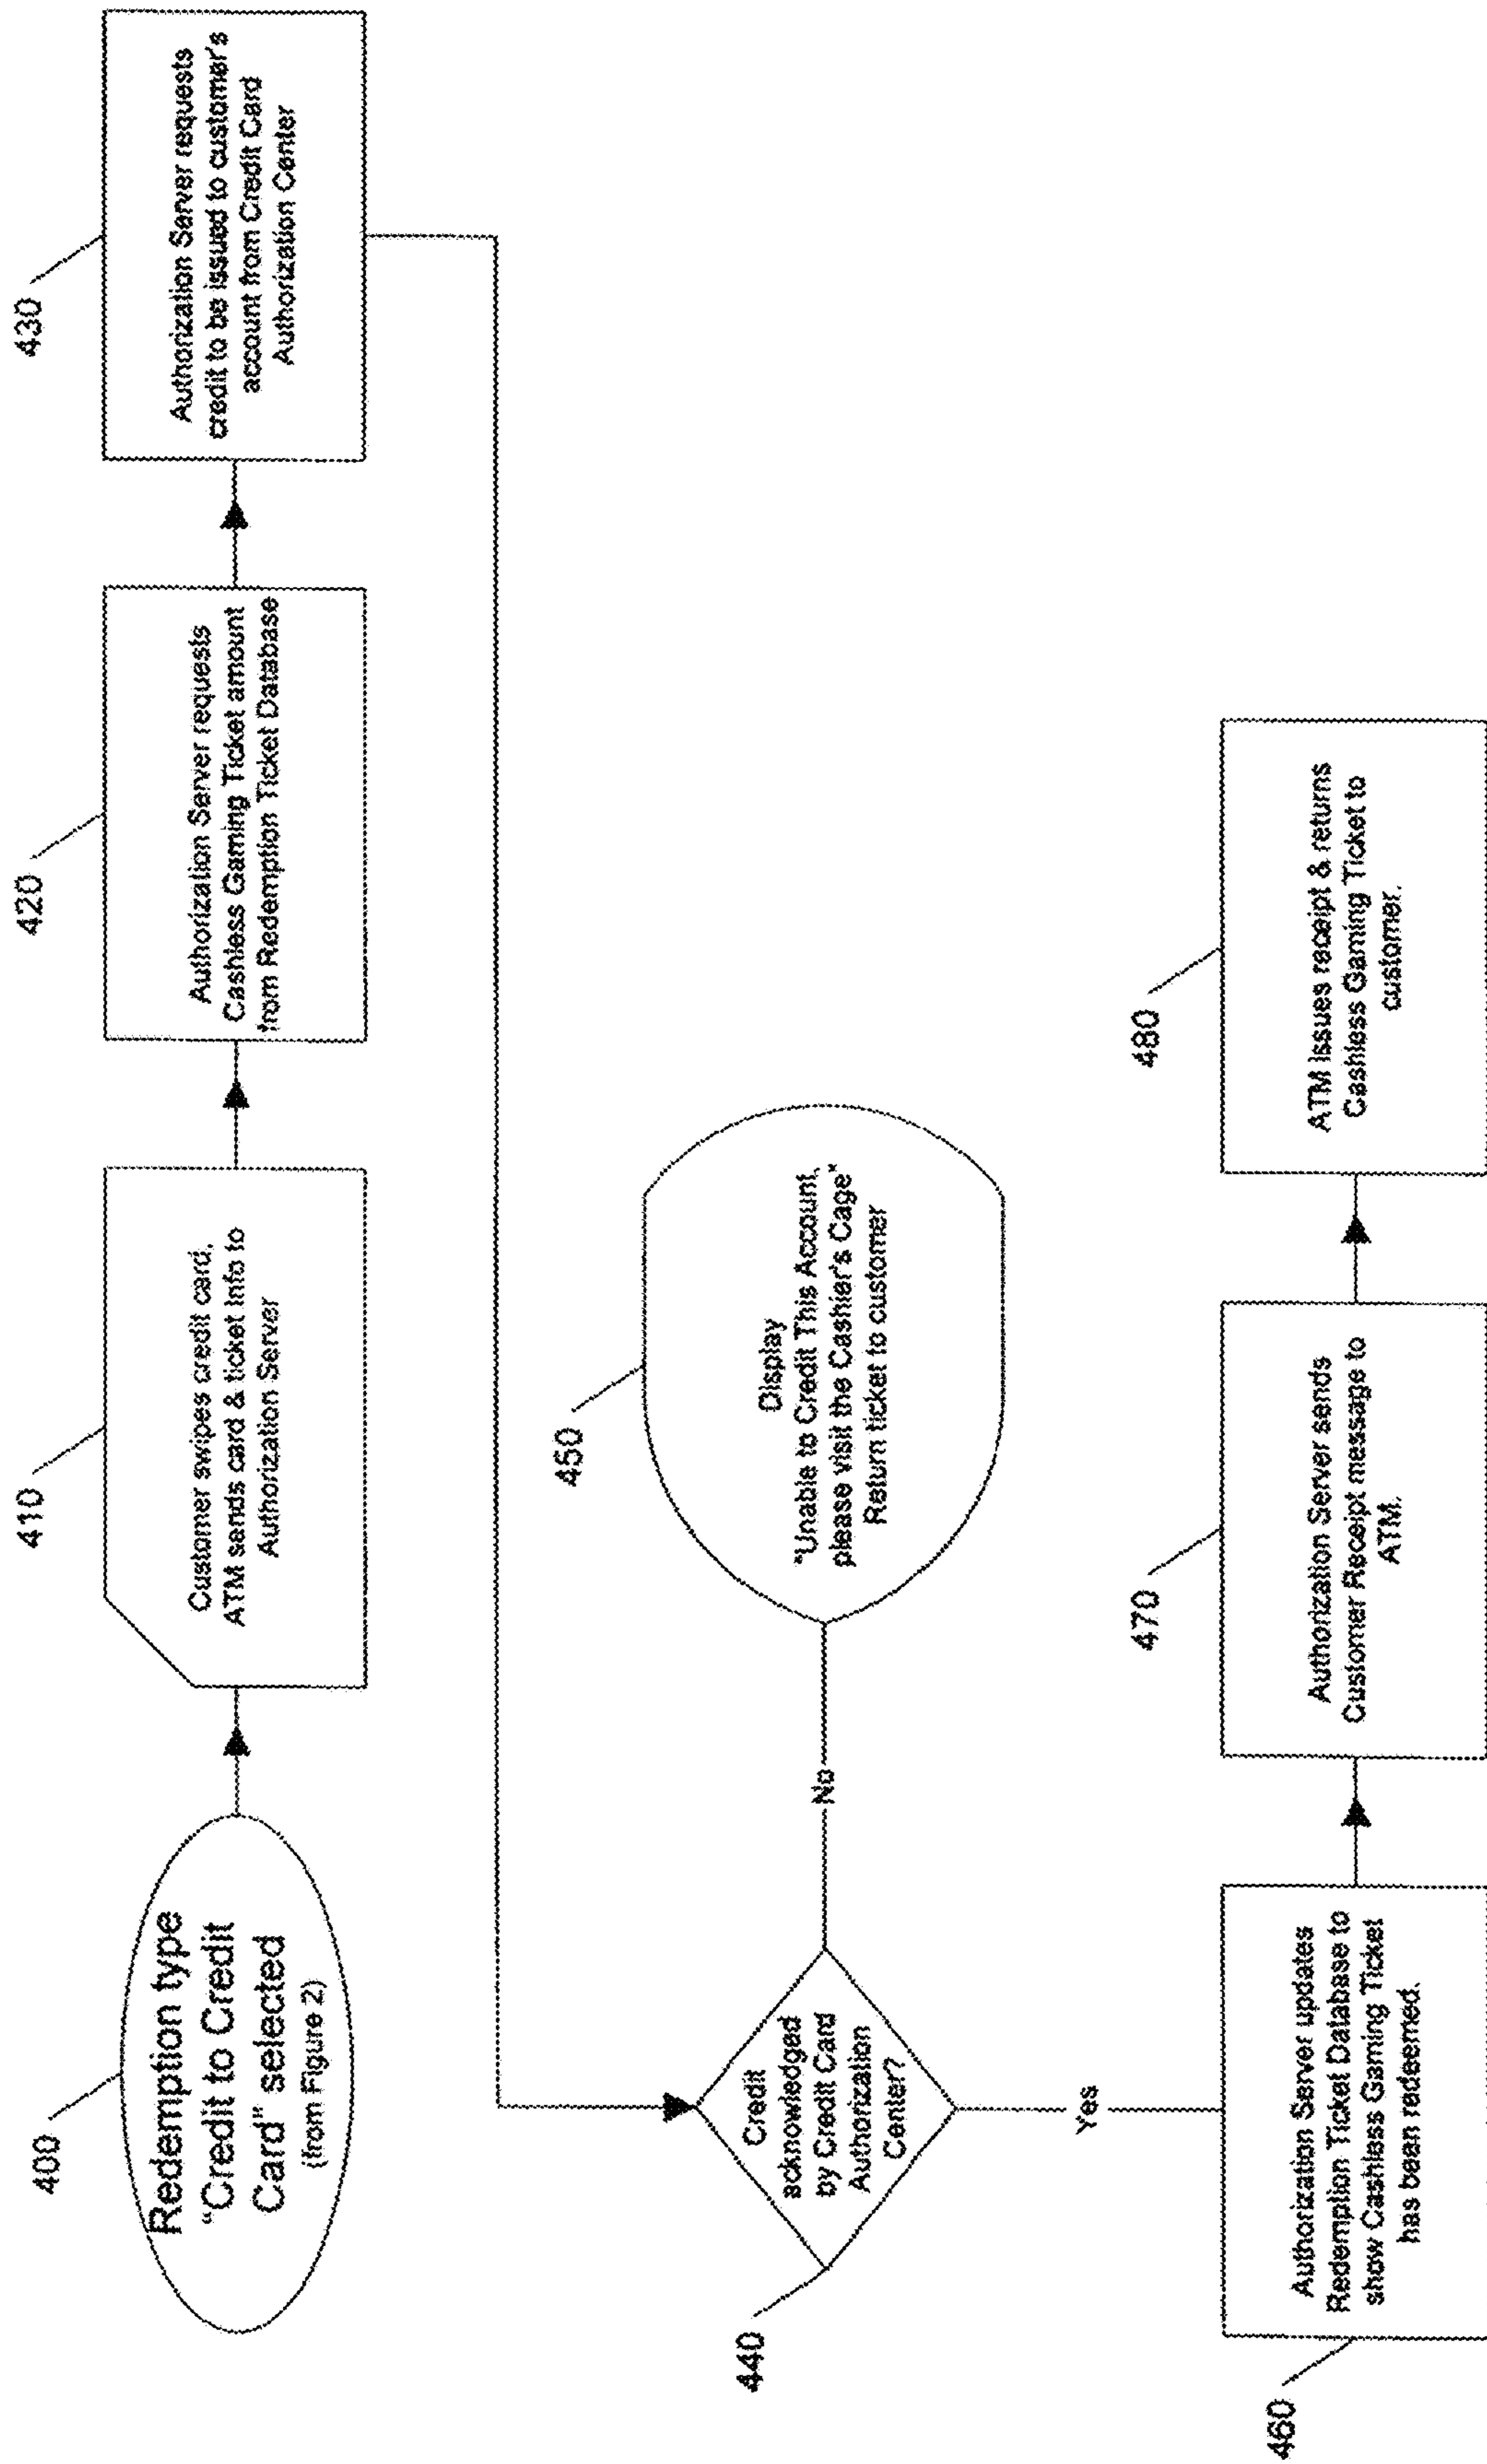 400
Redemption type
"Credit to Credit
Card" selected
(from Figure 2)
410
Customer swipes credit card,
ATM sends card & ticket info to
Authorization Server
420
Authorization Server requests
Cashless Gaming Ticket amount
from Redemption Ticket Database
430
Authorization Server requests
credit to be issued to customer's
account from Credit Card
Authorization Center
440
Credit
acknowledged
by Credit Card
Authorization
Center?
No
450
Display
"Unable to Credit This Account,
please visit the Cashier's Cage"
Return ticket to customer
Yes
460
Authorization Server updates
Redemption Ticket Database to
show Cashless Gaming Ticket
has been redeemed.
470
Authorization Server sends
Customer Receipt message to
ATM.
480
ATM issues receipt & returns
Cashless Gaming Ticket to
customer.